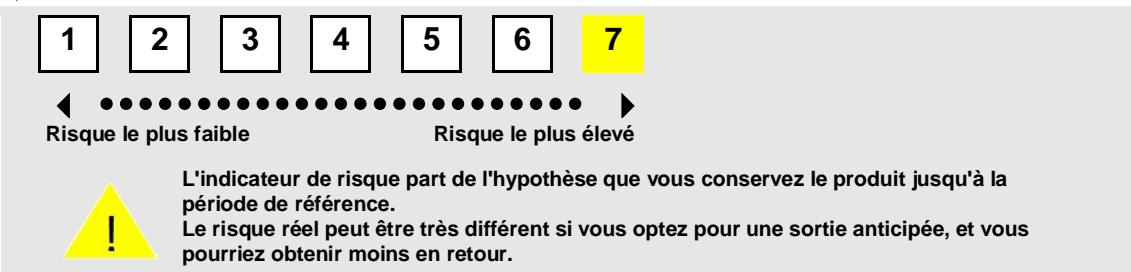 1 2 3 4 5 6 7
Risque le plus faible Risque le plus élevé
L'indicateur de risque part de l'hypothèse que vous conservez le produit jusqu'à la
période de référence.
! Le risque réel peut être très différent si vous optez pour une sortie anticipée, et vous
pourriez obtenir moins en retour.